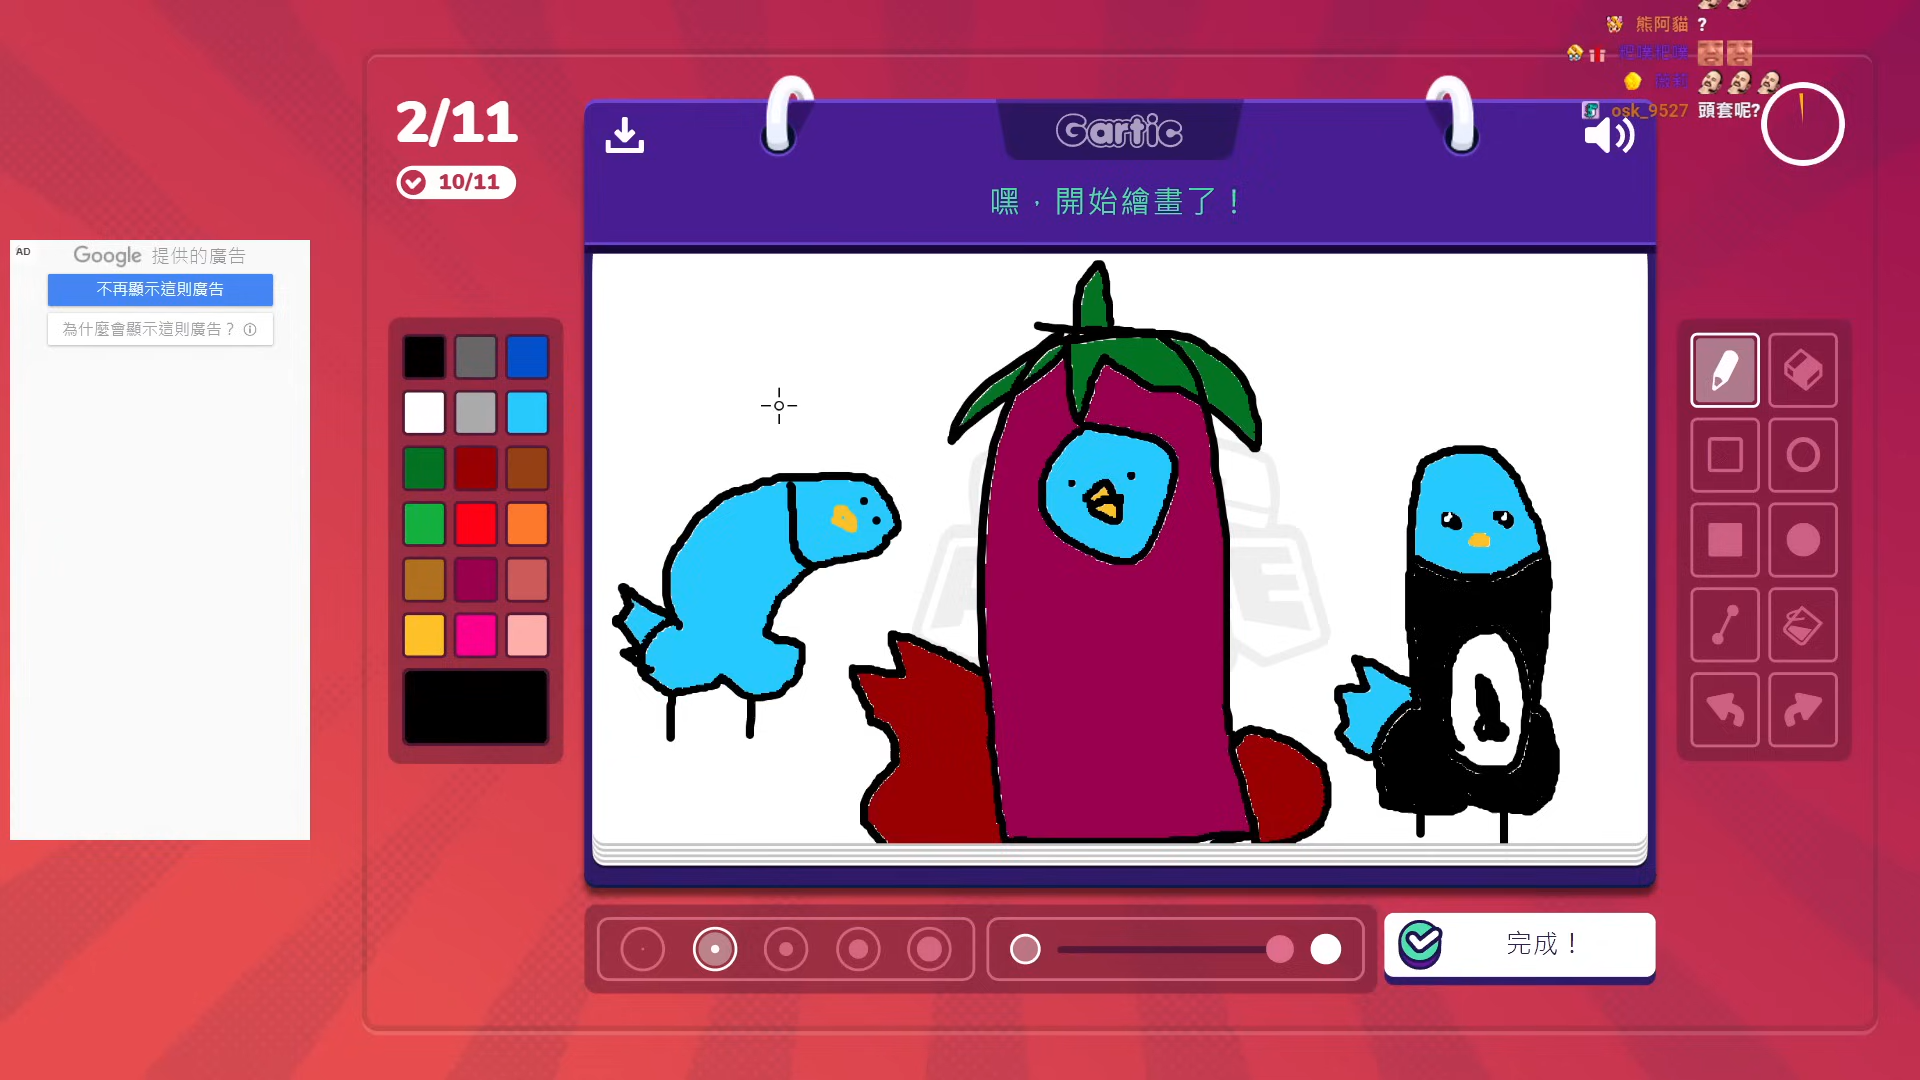 熊阿貓 ?
osk_9527 頭套呢?
2/11
10/11
Gartic
嘿，開始繪畫了！
AD
Google 提供的廣告
不再顯示這則廣告
為什麼會顯示這則廣告？
完成！